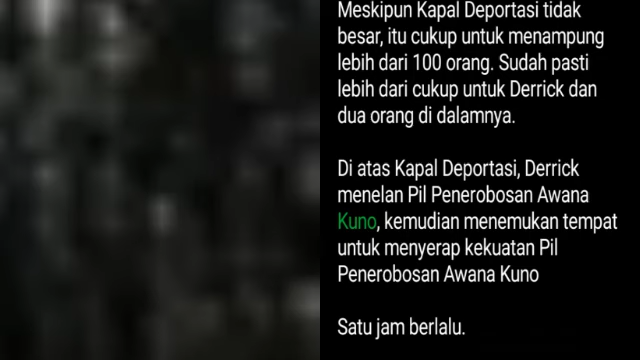 Meskipun Kapal Deportasi tidak
besar, itu cukup untuk menampung
lebih dari 100 orang. Sudah pasti
lebih dari cukup untuk Derrick dan
dua orang di dalamnya.
Di atas Kapal Deportasi, Derrick
menelan Pil Penerobosan Awana
Kuno, kemudian menemukan tempat
untuk menyerap kekuatan Pil
Penerobosan Awana Kuno
Satu jam berlalu.